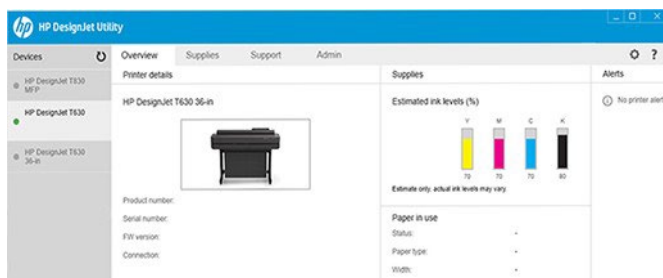 hp HP DesignJet Utility
Devices
Overview Supplies Support Admin
?
HP DesignJet T830
MFP
HP DesignJet T630
HP DesignJet T630
36-in
Printer details
HP DesignJet T630 36-in
Product number:
Serial number:
FW version:
Connection:
Supplies
Estimated ink levels (%)
Y M C K
70 70 70 80
Estimate only, actual ink levels may vary
Paper in use
Status: -
Paper type: -
Width: -
Alerts
No printer alert